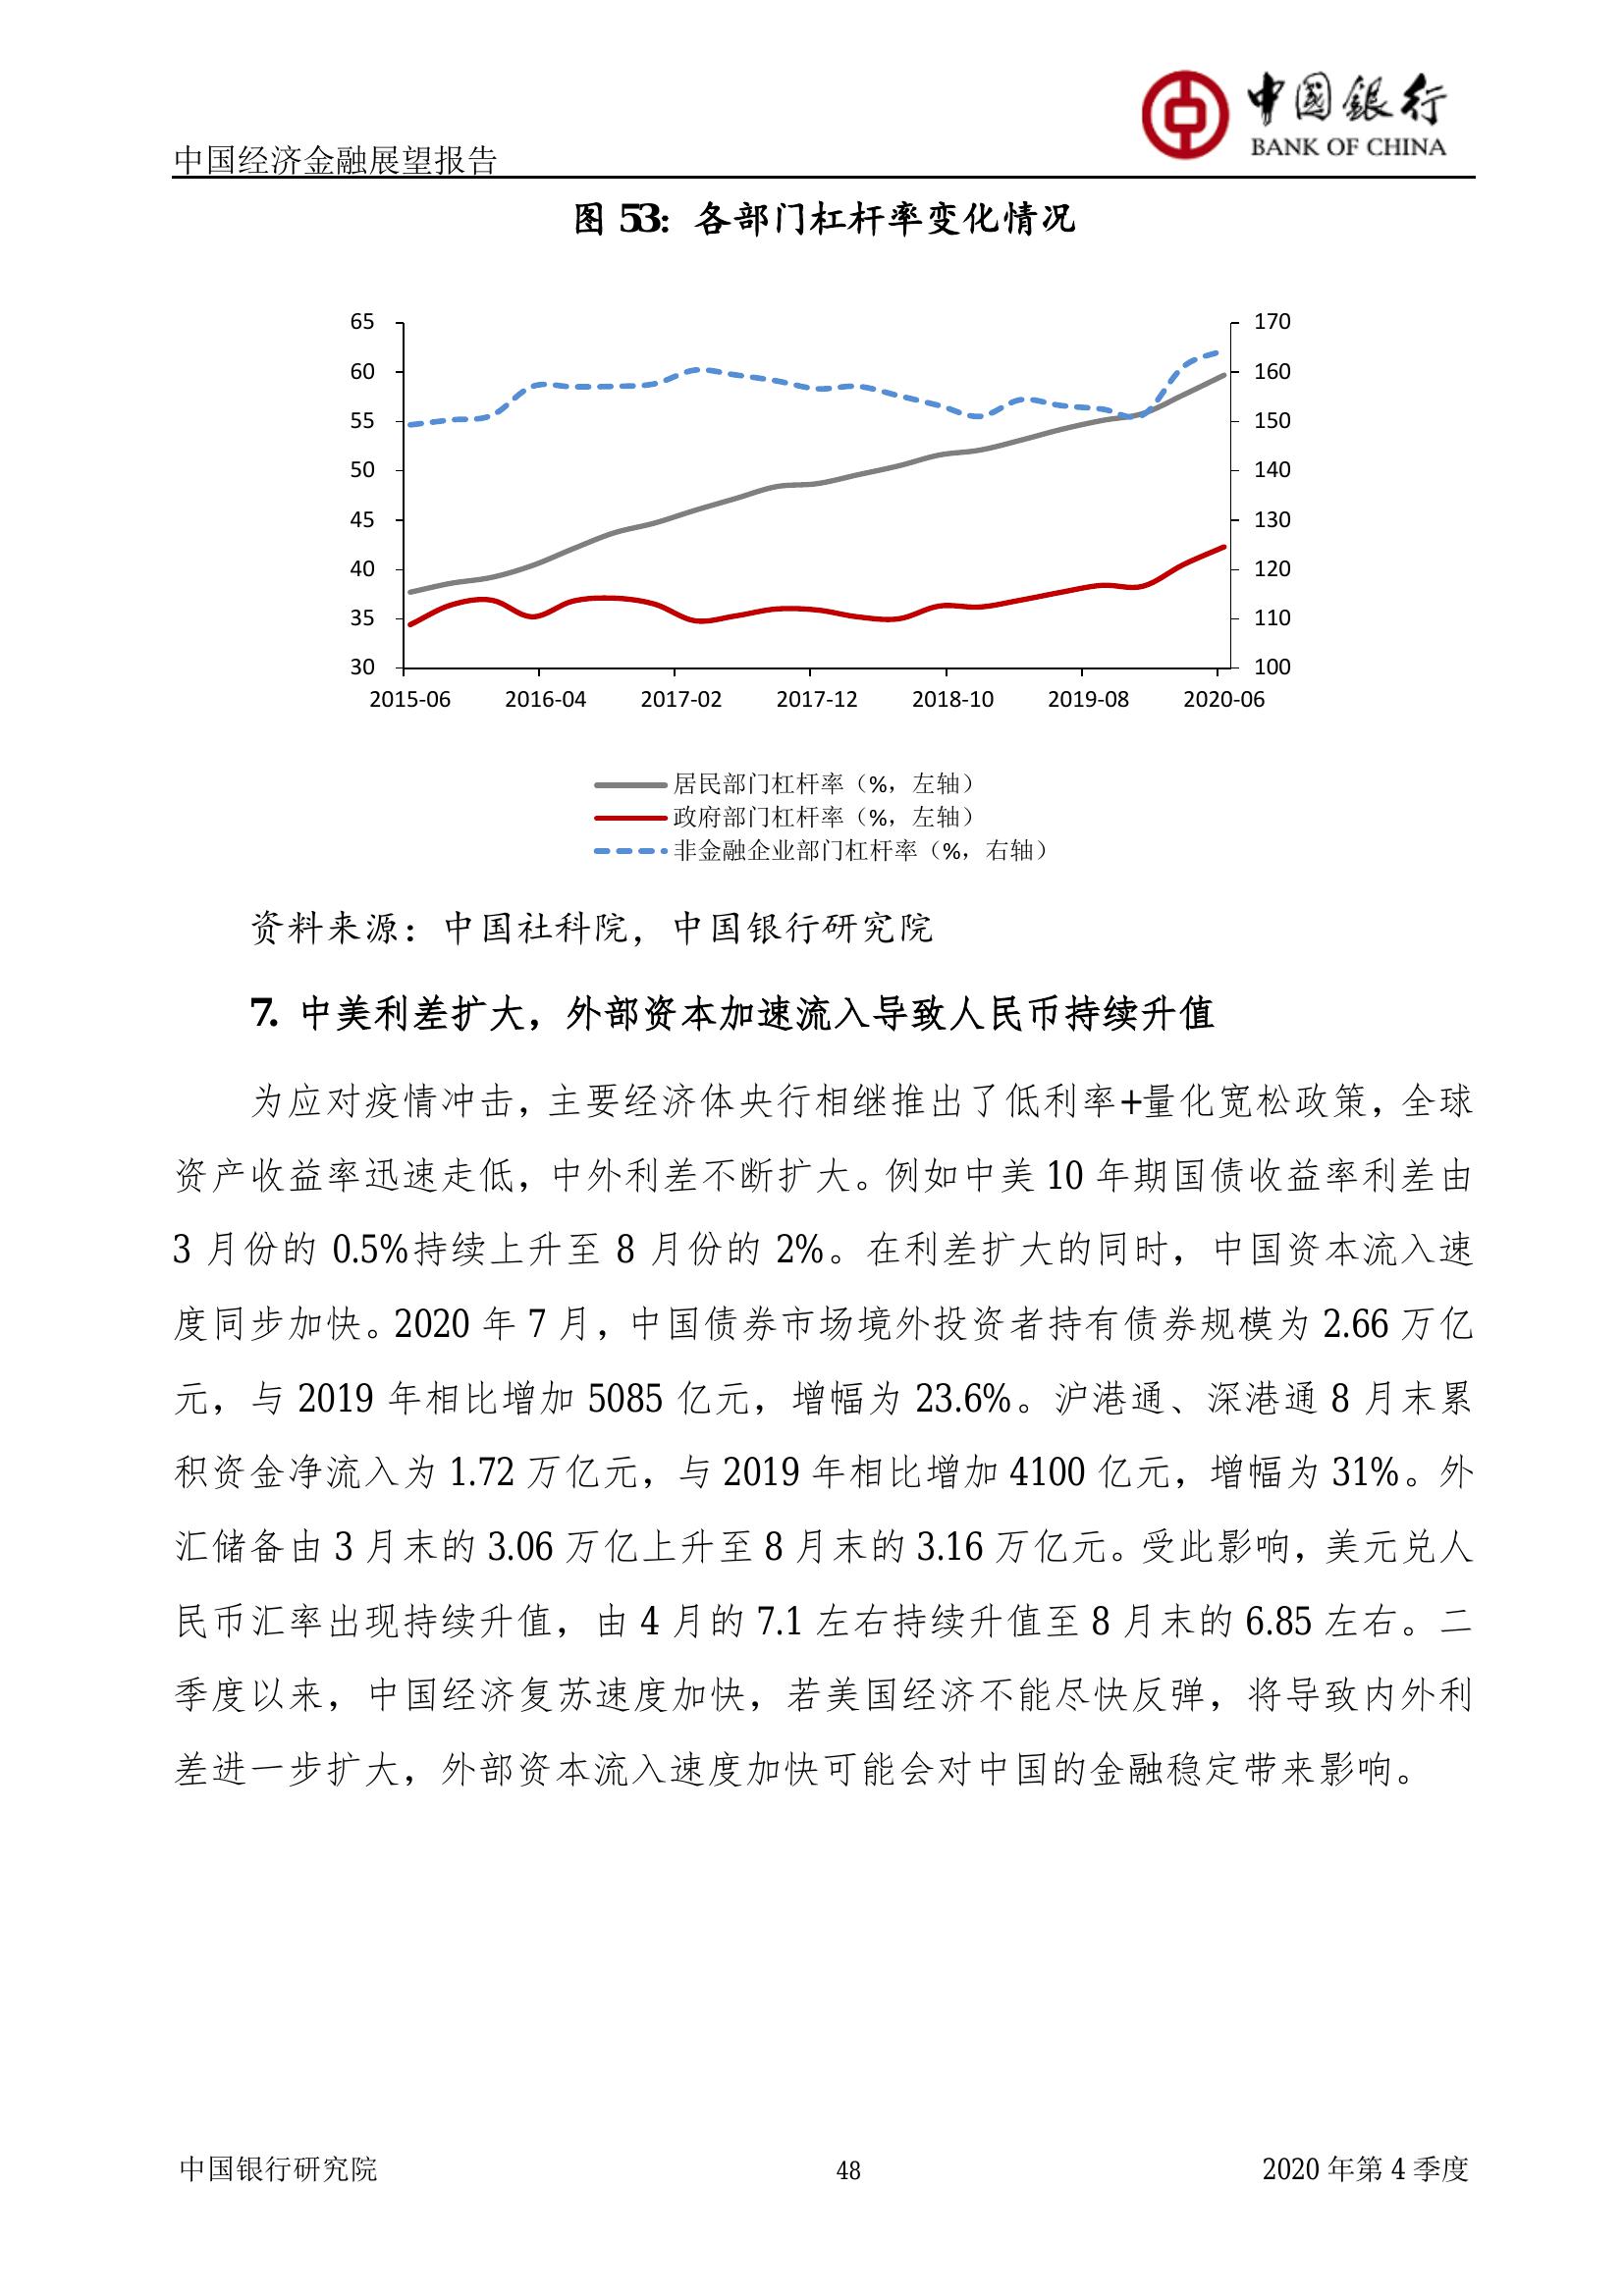 中國銀行
BANK OF CHINA
中国经济金融展望报告
图 53：各部门杠杆率变化情况
65 170
60 160
55 150
50 140
45 130
40 120
35 110
30 100
2015-06 2016-04 2017-02 2017-12 2018-10 2019-08 2020-06
居民部门杠杆率（%，左轴）
政府部门杠杆率（%，左轴）
非金融企业部门杠杆率（%，右轴）
资料来源：中国社科院，中国银行研究院
7. 中美利差扩大，外部资本加速流入导致人民币持续升值
为应对疫情冲击，主要经济体央行相继推出了低利率+量化宽松政策，全球
资产收益率迅速走低，中外利差不断扩大。例如中美 10 年期国债收益率利差由
3 月份的 0.5%持续上升至 8 月份的 2%。在利差扩大的同时，中国资本流入速
度同步加快。2020 年 7 月，中国债券市场境外投资者持有债券规模为 2.66 万亿
元，与 2019 年相比增加 5085 亿元，增幅为 23.6%。沪港通、深港通 8 月末累
积资金净流入为 1.72 万亿元，与 2019 年相比增加 4100 亿元，增幅为 31%。外
汇储备由 3 月末的 3.06 万亿上升至 8 月末的 3.16 万亿元。受此影响，美元兑人
民币汇率出现持续升值，由 4 月的 7.1 左右持续升值至 8 月末的 6.85 左右。二
季度以来，中国经济复苏速度加快，若美国经济不能尽快反弹，将导致内外利
差进一步扩大，外部资本流入速度加快可能会对中国的金融稳定带来影响。
中国银行研究院 48 2020 年第 4 季度